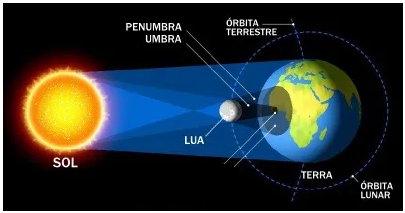 PENUMBRA
UMBRA
ÓRBITA
TERRESTRE
LUA
SOL
TERRA
ÓRBITA
LUNAR